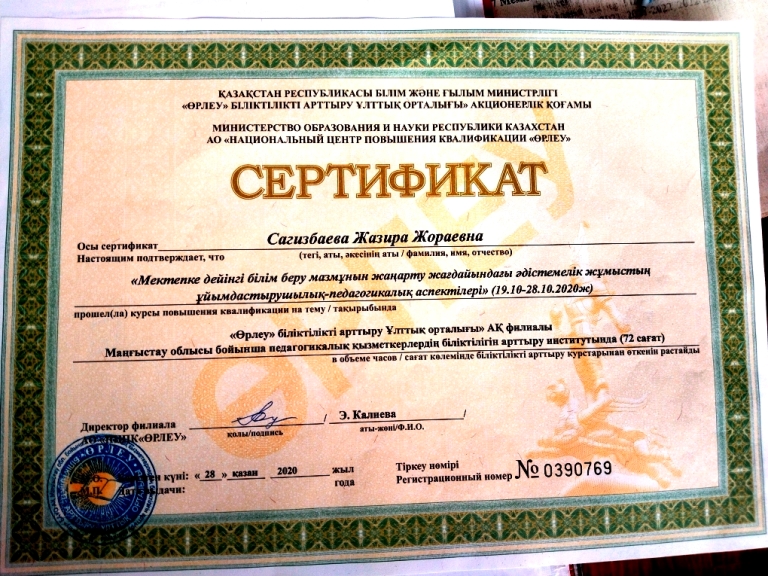 ҚАЗАҚСТАН РЕСПУБЛИКАСЫ БІЛІМ ЖӘНЕ ҒЫЛЫМ МИНИСТРЛІГІ
«ӨРЛЕУ» БІЛІКТІЛІКТІ АРТТЫРУ ҰЛТТЫҚ ОРТАЛЫҒЫ» АКЦИОНЕРЛІК ҚОҒАМЫ
МИНИСТЕРСТВО ОБРАЗОВАНИЯ И НАУКИ РЕСПУБЛИКИ КАЗАХСТАН
АО «НАЦИОНАЛЬНЫЙ ЦЕНТР ПОВЫШЕНИЯ КВАЛИФИКАЦИИ «ӨРЛЕУ»
СЕРТИФИКАТ
Осы сертификат Сагизбаева Жазира Жораевна
Настоящим подтверждает, что (тегі, аты, әкесінің аты / фамилия, имя, отчество)
«Мектепке дейінгі білім беру мазмұнын жаңарту жағдайындағы әдістемелік жұмыстың
ұйымдастырушылық-педагогикалық аспектілері» (19.10-28.10.2020ж)
прошел(ла) курсы повышения квалификации на тему / тақырыбында
«Өрлеу» біліктілікті арттыру Ұлттық орталығы» АҚ филиалы
Маңғыстау облысы бойынша педагогикалық қызметкерлердің біліктілігін арттыру институтында (72 сағат)
в объеме часов / сағат көлемінде біліктілікті арттыру курстарынан өткенін растайды
Директор филиала / Э. Калиева /
«ӨРЛЕУ» қолы/подпись аты-жөні/Ф.И.О.
күні: « 28 » қазан 2020 жыл
М.П. года
Тіркеу нөмірі
Регистрационный номер № 0390769
ӨРЛЕУ